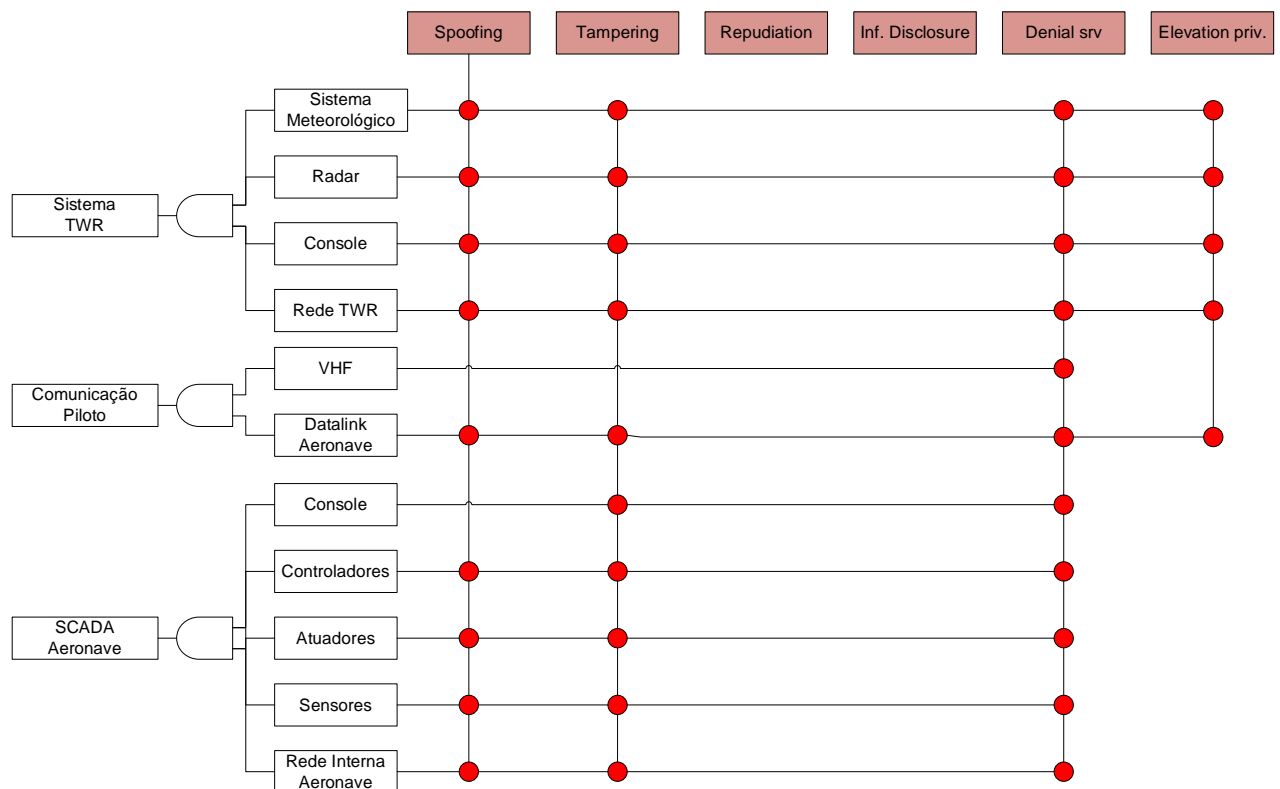 Spoofing
Tampering
Repudiation
Inf. Disclosure
Denial srv
Elevation priv.
Sistema
Meteorológico
Radar
Sistema
TWR
Console
Rede TWR
VHF
Comunicação
Piloto
Datalink
Aeronave
Console
Controladores
SCADA
Aeronave
Atuadores
Sensores
Rede Interna
Aeronave